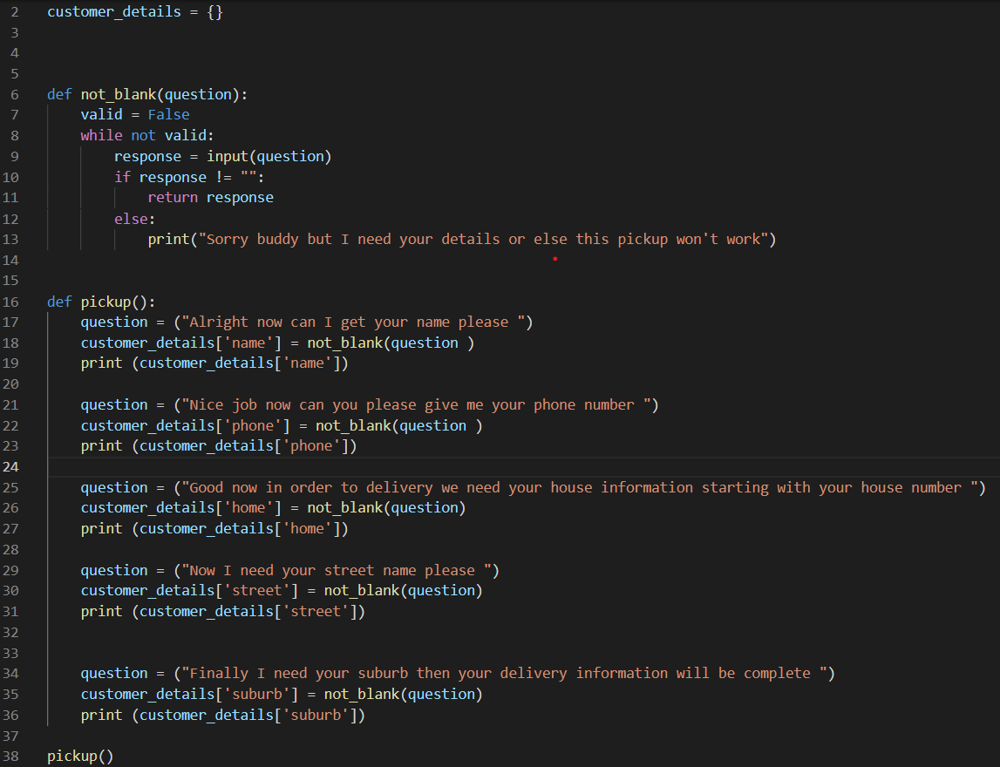 2 customer_details = {}
3
4
5
6 def not_blank(question):
7     valid = False
8     while not valid:
9         response = input(question)
10         if response != "":
11             return response
12         else:
13             print("Sorry buddy but I need your details or else this pickup won't work")
14
15
16 def pickup():
17     question = ("Alright now can I get your name please ")
18     customer_details['name'] = not_blank(question )
19     print (customer_details['name'])
20
21     question = ("Nice job now can you please give me your phone number ")
22     customer_details['phone'] = not_blank(question )
23     print (customer_details['phone'])
24
25     question = ("Good now in order to delivery we need your house information starting with your house number ")
26     customer_details['home'] = not_blank(question)
27     print (customer_details['home'])
28
29     question = ("Now I need your street name please ")
30     customer_details['street'] = not_blank(question)
31     print (customer_details['street'])
32
33
34     question = ("Finally I need your suburb then your delivery information will be complete ")
35     customer_details['suburb'] = not_blank(question)
36     print (customer_details['suburb'])
37
38 pickup()